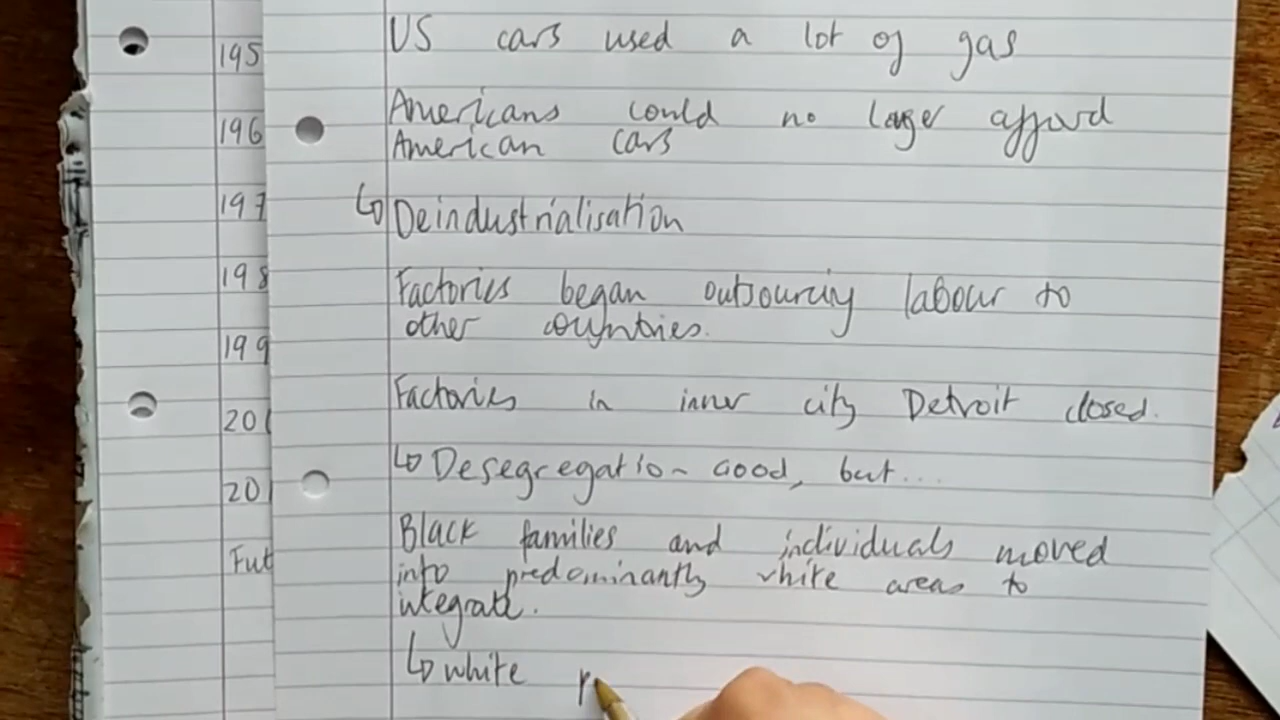 195
US cars used a lot of gas
196
Americans could no longer afford
American cars
197
↳ Deindustrialisation
198
Factories began outsourcing labour to
other countries.
199
Factories in inner city Detroit closed.
20
↳ Desegregation - Good, but...
20
Black families and individuals moved
into predominantly white areas to
integrate.
Fut
↳ white